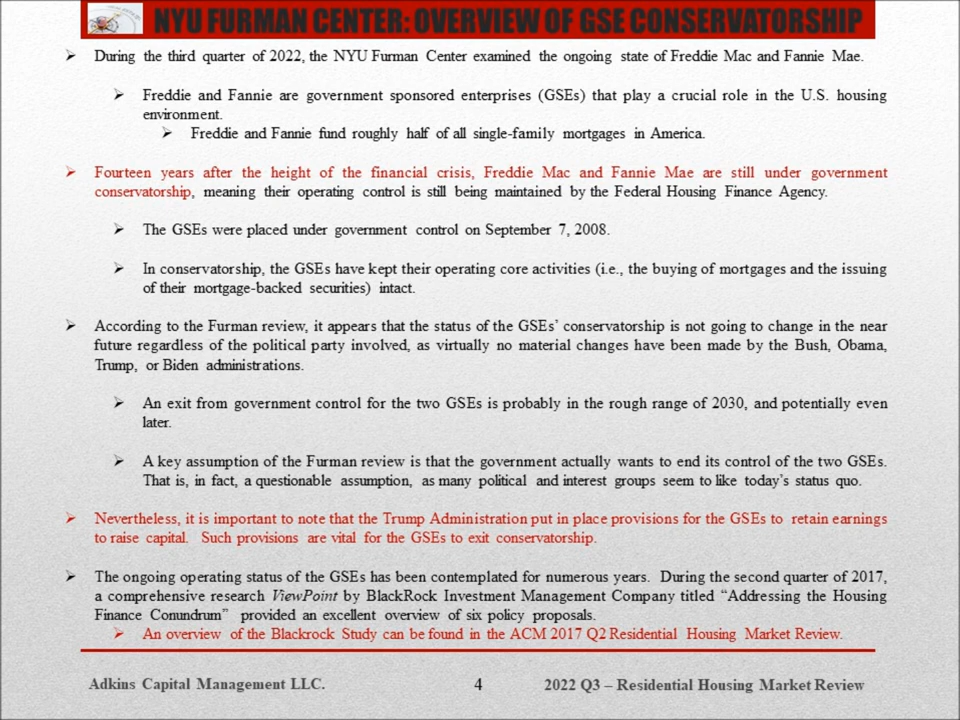 NYU FURMAN CENTER: OVERVIEW OF GSE CONSERVATORSHIP
➢ During the third quarter of 2022, the NYU Furman Center examined the ongoing state of Freddie Mac and Fannie Mae.
➢ Freddie and Fannie are government sponsored enterprises (GSEs) that play a crucial role in the U.S. housing
environment.
➢ Freddie and Fannie fund roughly half of all single-family mortgages in America.
➢ Fourteen years after the height of the financial crisis, Freddie Mac and Fannie Mae are still under government
conservatorship, meaning their operating control is still being maintained by the Federal Housing Finance Agency.
➢ The GSEs were placed under government control on September 7, 2008.
➢ In conservatorship, the GSEs have kept their operating core activities (i.e., the buying of mortgages and the issuing
of their mortgage-backed securities) intact.
➢ According to the Furman review, it appears that the status of the GSEs’ conservatorship is not going to change in the near
future regardless of the political party involved, as virtually no material changes have been made by the Bush, Obama,
Trump, or Biden administrations.
➢ An exit from government control for the two GSEs is probably in the rough range of 2030, and potentially even
later.
➢ A key assumption of the Furman review is that the government actually wants to end its control of the two GSEs.
That is, in fact, a questionable assumption, as many political and interest groups seem to like today’s status quo.
➢ Nevertheless, it is important to note that the Trump Administration put in place provisions for the GSEs to retain earnings
to raise capital. Such provisions are vital for the GSEs to exit conservatorship.
➢ The ongoing operating status of the GSEs has been contemplated for numerous years. During the second quarter of 2017,
a comprehensive research ViewPoint by BlackRock Investment Management Company titled “Addressing the Housing
Finance Conundrum” provided an excellent overview of six policy proposals.
➢ An overview of the Blackrock Study can be found in the ACM 2017 Q2 Residential Housing Market Review.
Adkins Capital Management LLC.
4
2022 Q3 – Residential Housing Market Review